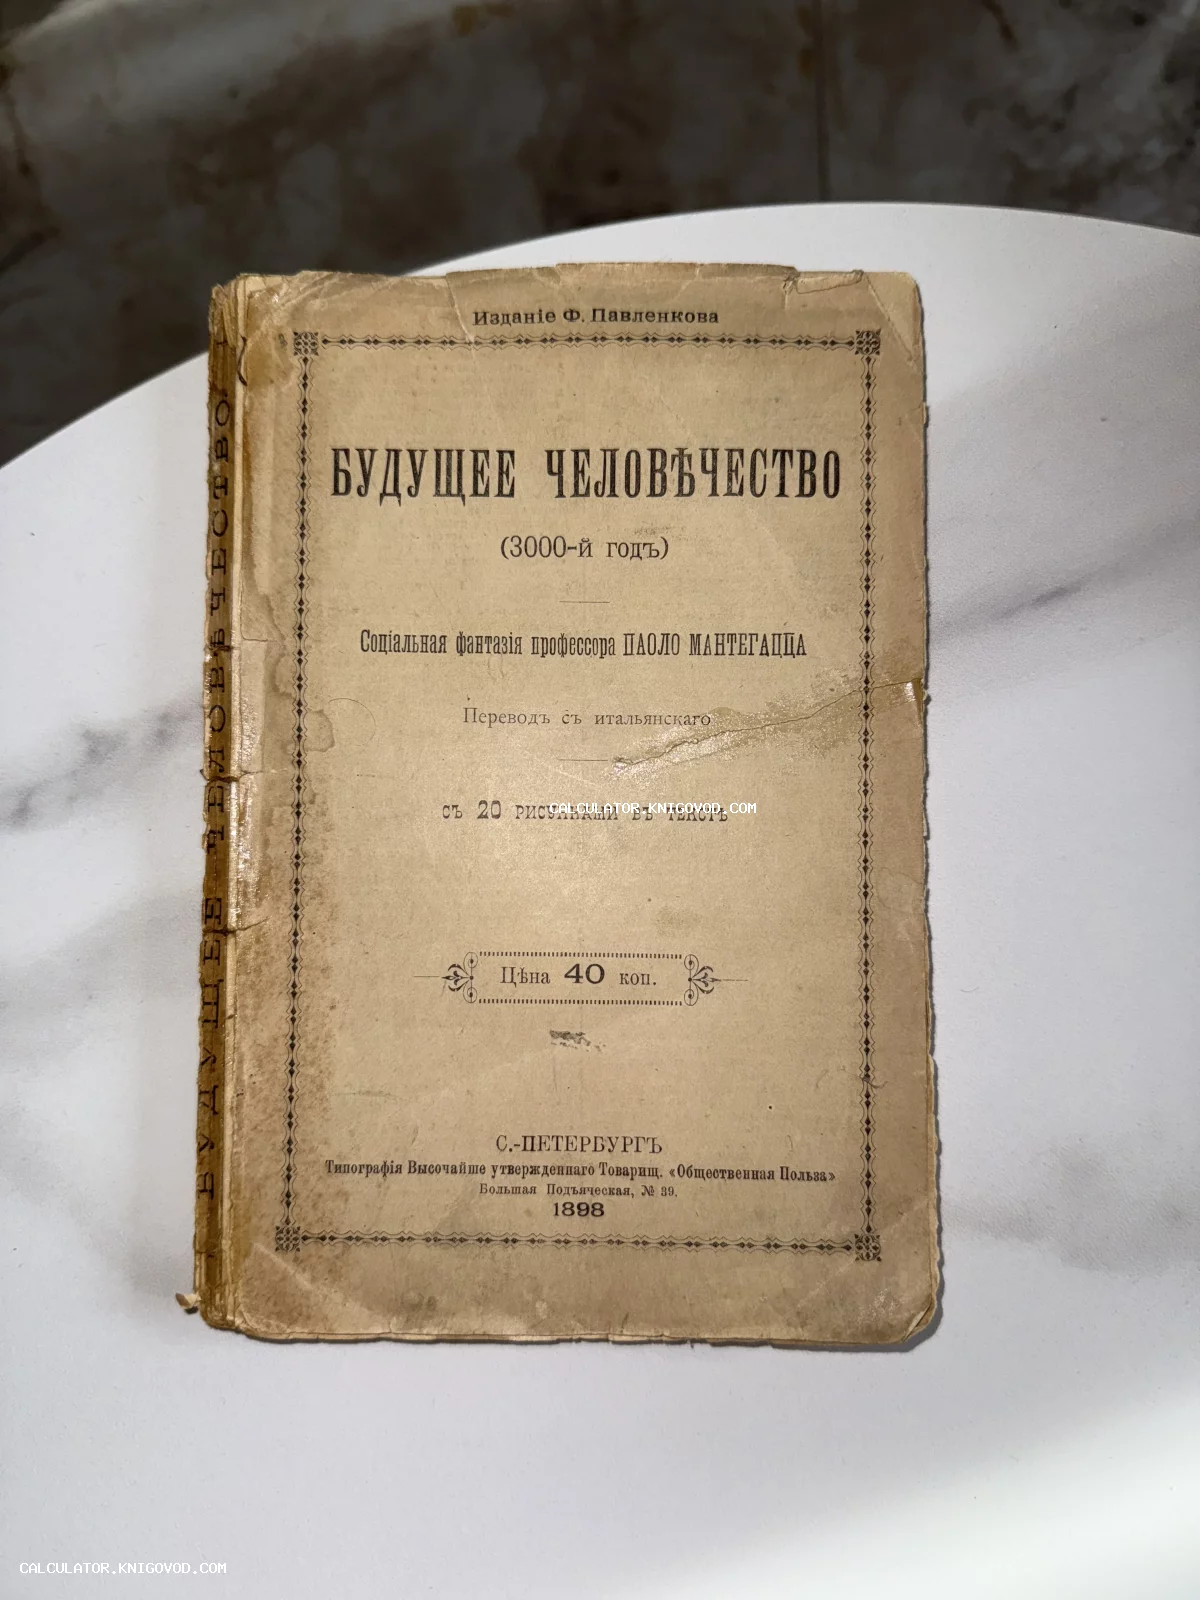 Изданіе Ф. Павленкова
БУДУЩЕЕ ЧЕЛОВѢЧЕСТВО
(3000-й годъ)
Соціальная фантазія профессора ПАОЛО МАНТЕГАЦЦА
Переводъ съ итальянскаго
съ 20 рисунками въ текстѣ
CALCULATOR.KNIGOVOD.COM
Цѣна 40 коп.
С.-ПЕТЕРБУРГЪ
Типографія Высочайше утвержденнаго Товарищ. «Общественная Польза»
Большая Подъяческая, № 39.
1898
БУДУЩЕЕ ЧЕЛОВѢЧЕСТВО
CALCULATOR.KNIGOVOD.COM